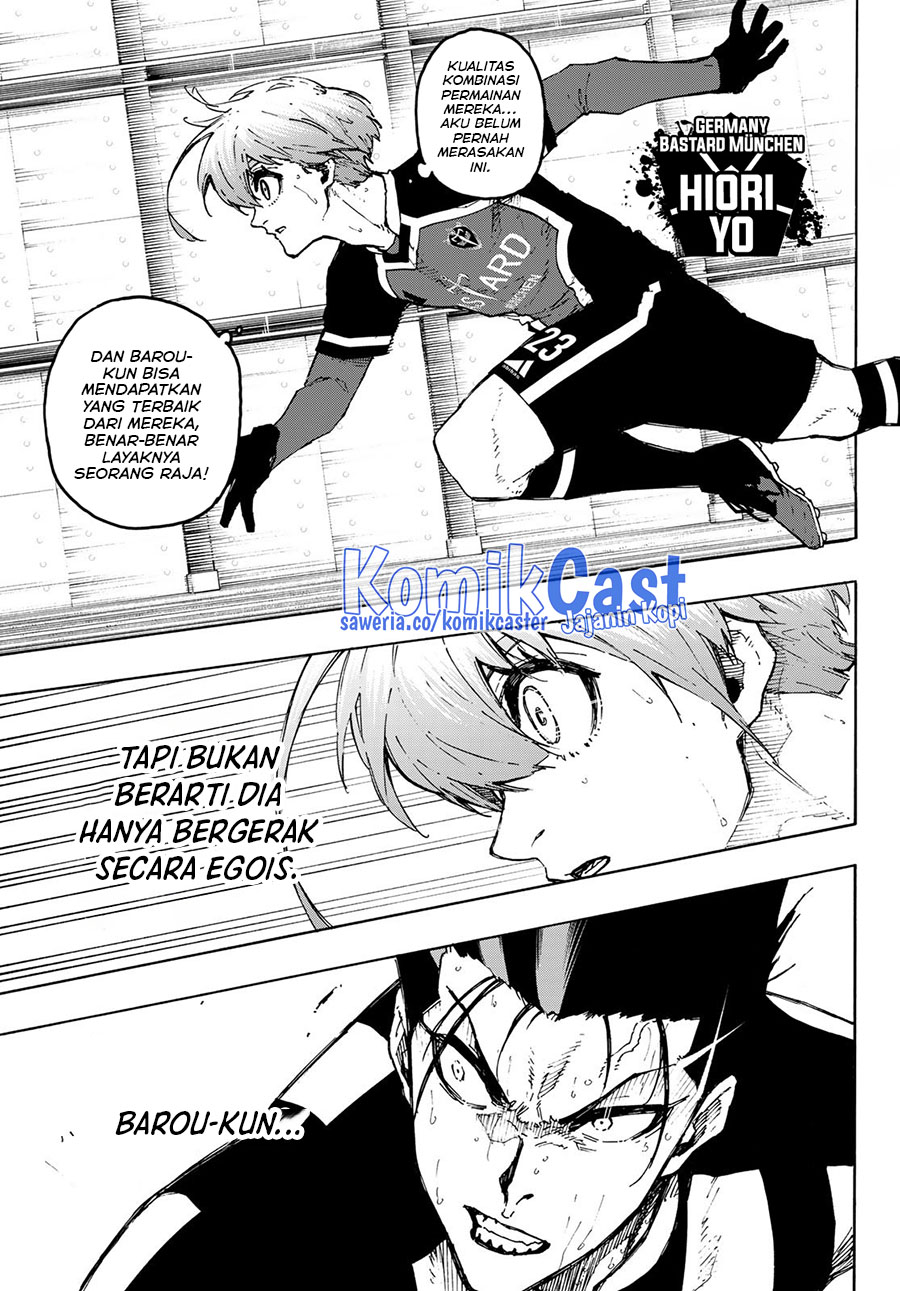 KUALITAS
KOMBINASI
PERMAINAN
MEREKA...
AKU BELUM
PERNAH
MERASAKAN
INI.
GERMANY
BASTARD MÜNCHEN
HIORI
YO
STARD
23
DAN BAROU-
KUN BISA
MENDAPATKAN
YANG TERBAIK
DARI MEREKA,
BENAR-BENAR
LAYAKNYA
SEORANG RAJA!
KomikCast
saweria.co/komikcaster Jajanin Kopi
TAPI BUKAN
BERARTI DIA
HANYA BERGERAK
SECARA EGOIS.
BAROU-KUN...